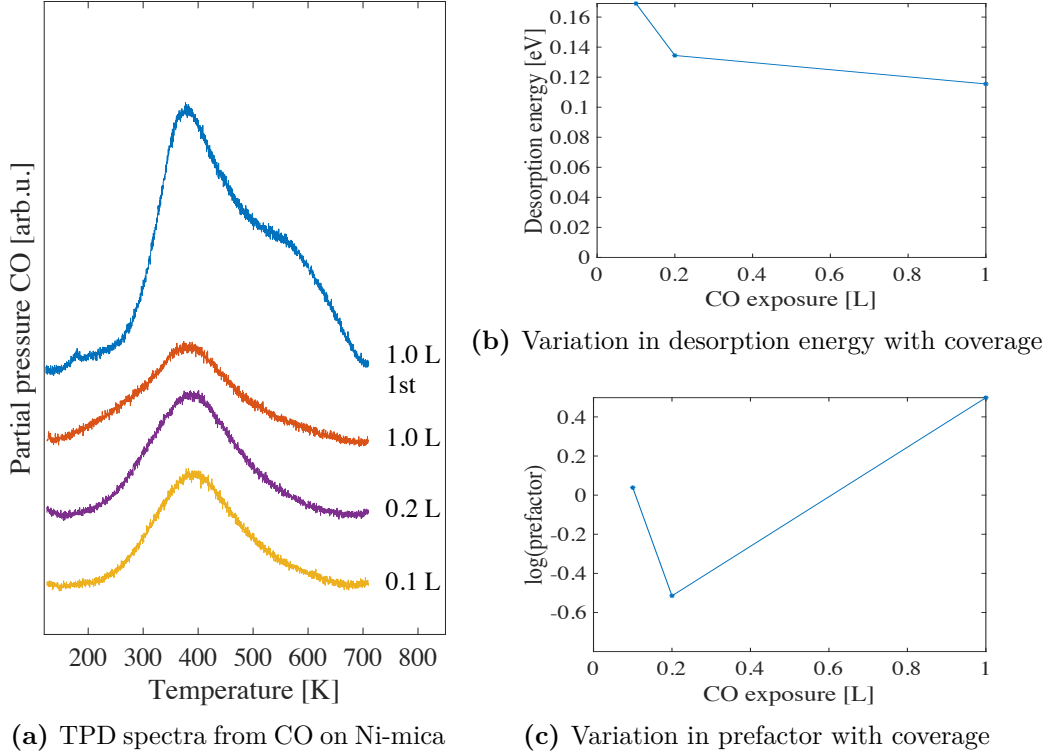 Partial pressure CO [arb.u.]
1.0 L
1st
1.0 L
0.2 L
0.1 L
200 300 400 500 600 700 800
Temperature [K]
(a) TPD spectra from CO on Ni-mica
Desorption energy [eV]
0.16
0.14
0.12
0.1
0.08
0.06
0.04
0.02
0
0 0.2 0.4 0.6 0.8 1
CO exposure [L]
(b) Variation in desorption energy with coverage
log(prefactor)
0.4
0.2
0
-0.2
-0.4
-0.6
0 0.2 0.4 0.6 0.8 1
CO exposure [L]
(c) Variation in prefactor with coverage